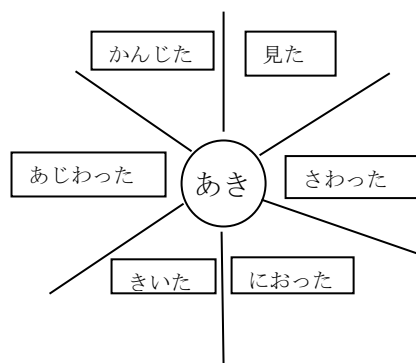 かんじた
見た
あじわった
あき
さわった
きいた
におった